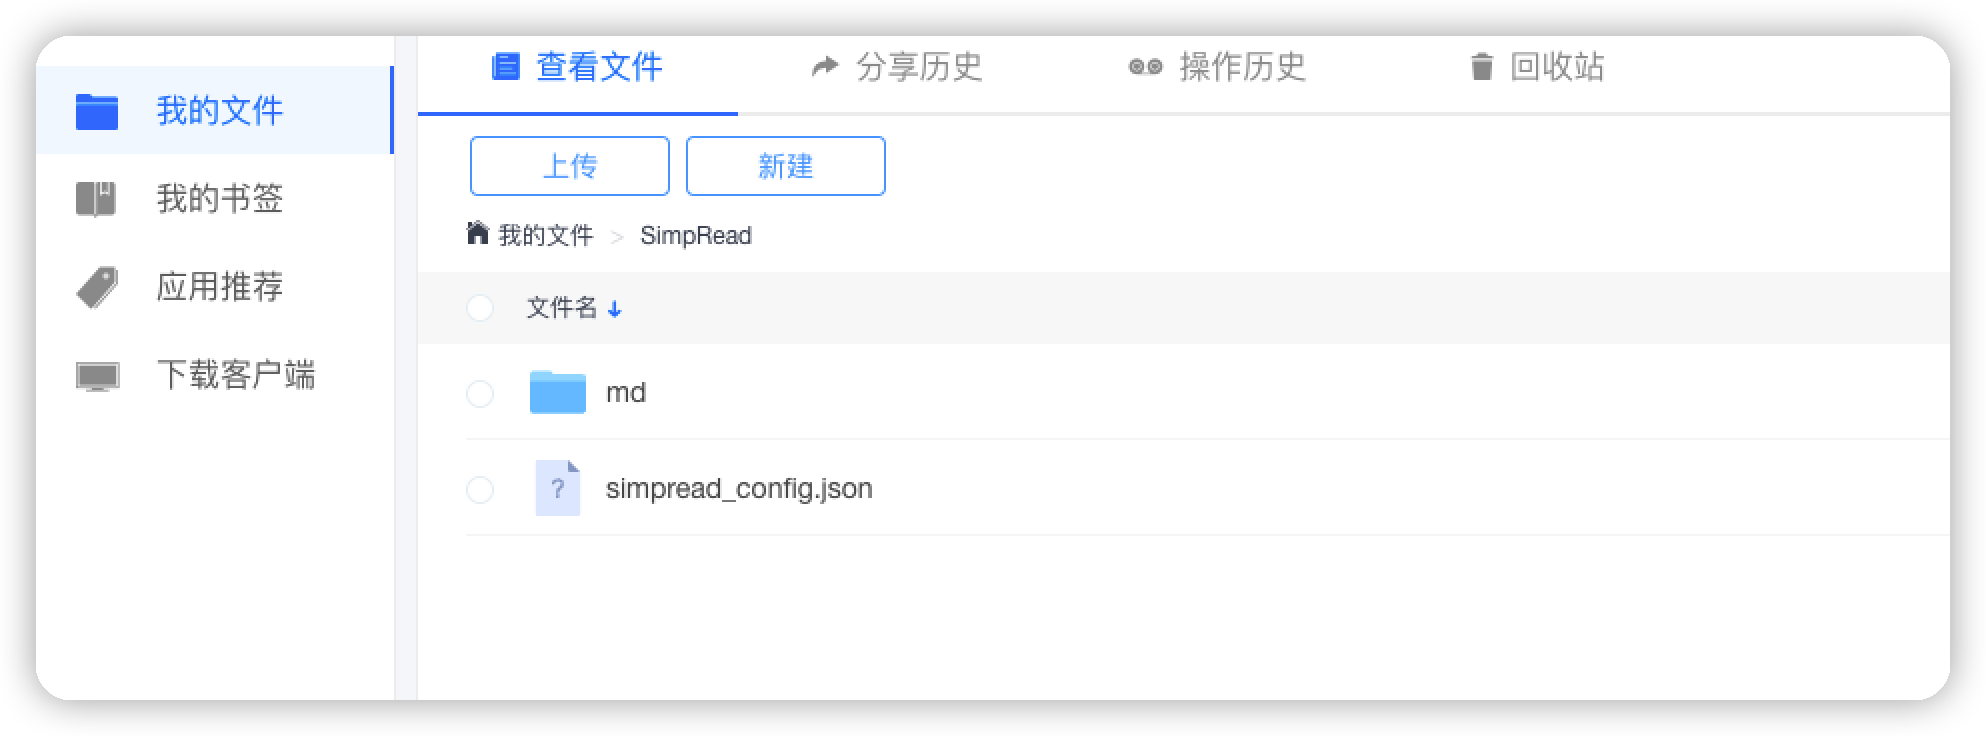 我的文件
我的书签
应用推荐
下载客户端
查看文件 分享历史 操作历史 回收站
上传 新建
我的文件 > SimpRead
文件名
md
? simpread_config.json